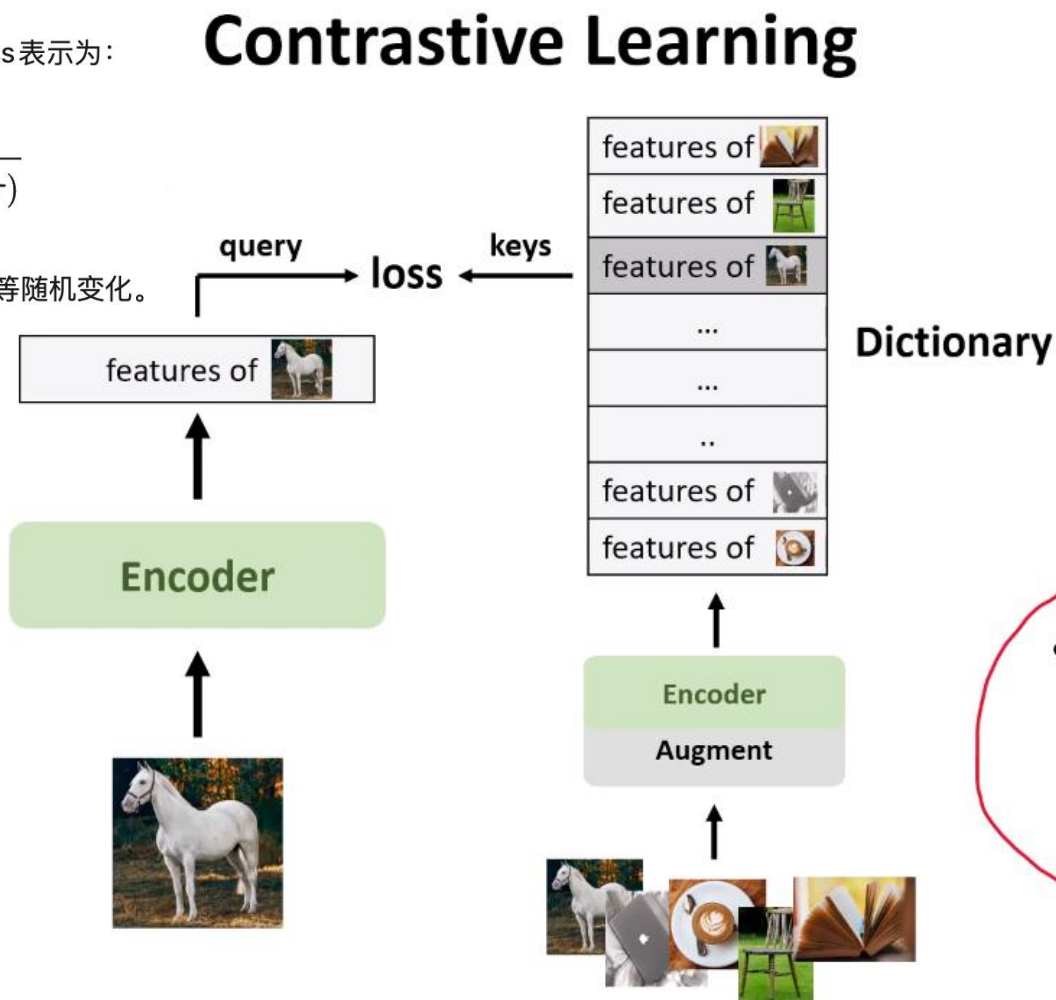 Contrastive Learning
s表示为：
)
等随机变化。
query
loss
keys
features of
Encoder
features of
features of
features of
...
...
..
features of
features of
Dictionary
Encoder
Augment